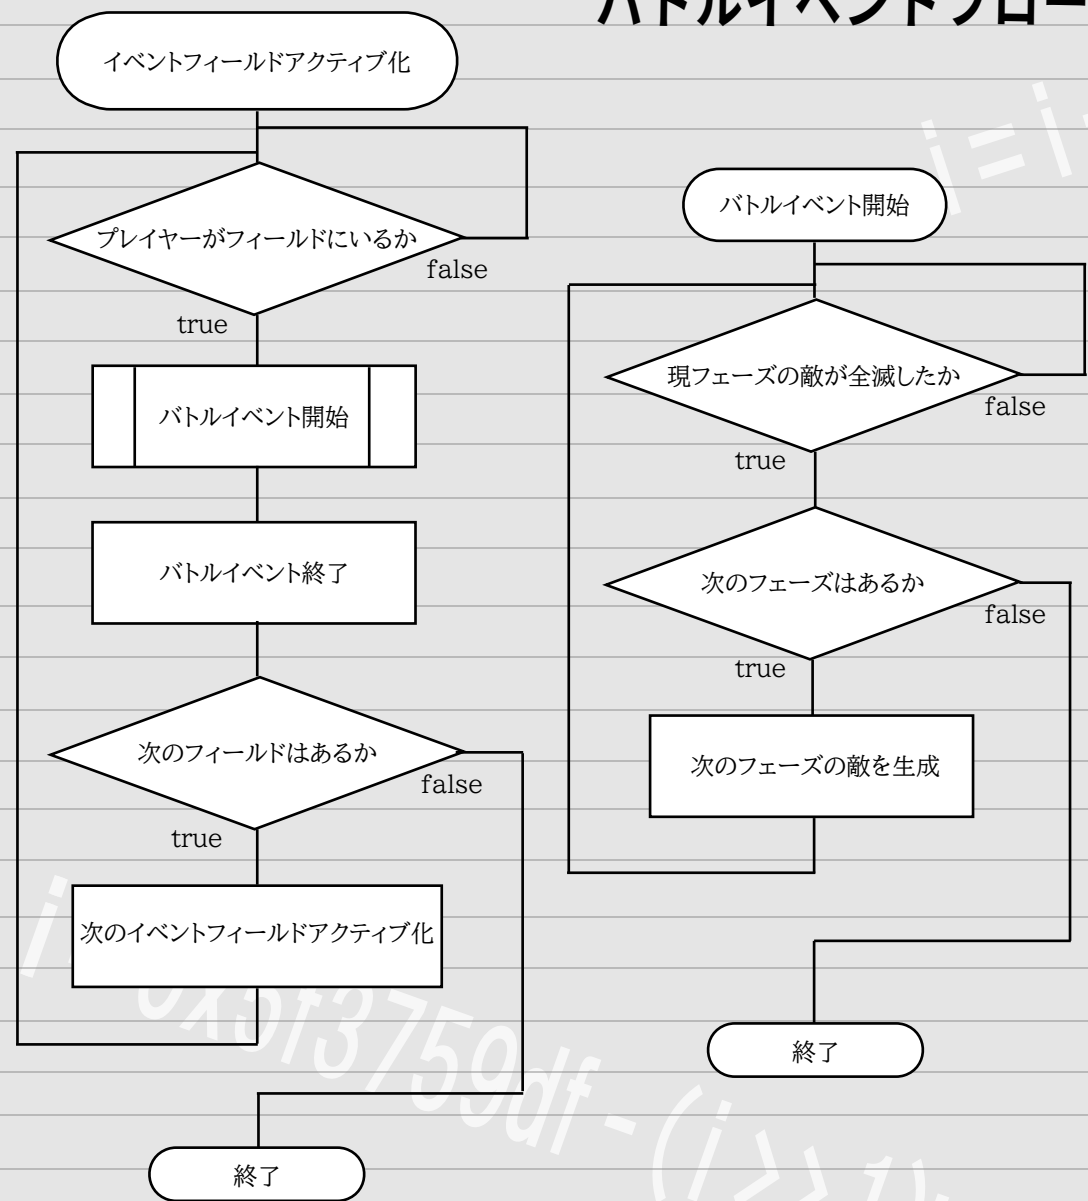 バトルイベントフロー
イベントフィールドアクティブ化
プレイヤーがフィールドにいるか
false
true
バトルイベント開始
バトルイベント終了
次のフィールドはあるか
false
true
次のイベントフィールドアクティブ化
終了
バトルイベント開始
現フェーズの敵が全滅したか
false
true
次のフェーズはあるか
false
true
次のフェーズの敵を生成
終了
i = i
0x5f3759df - (i >> 1)